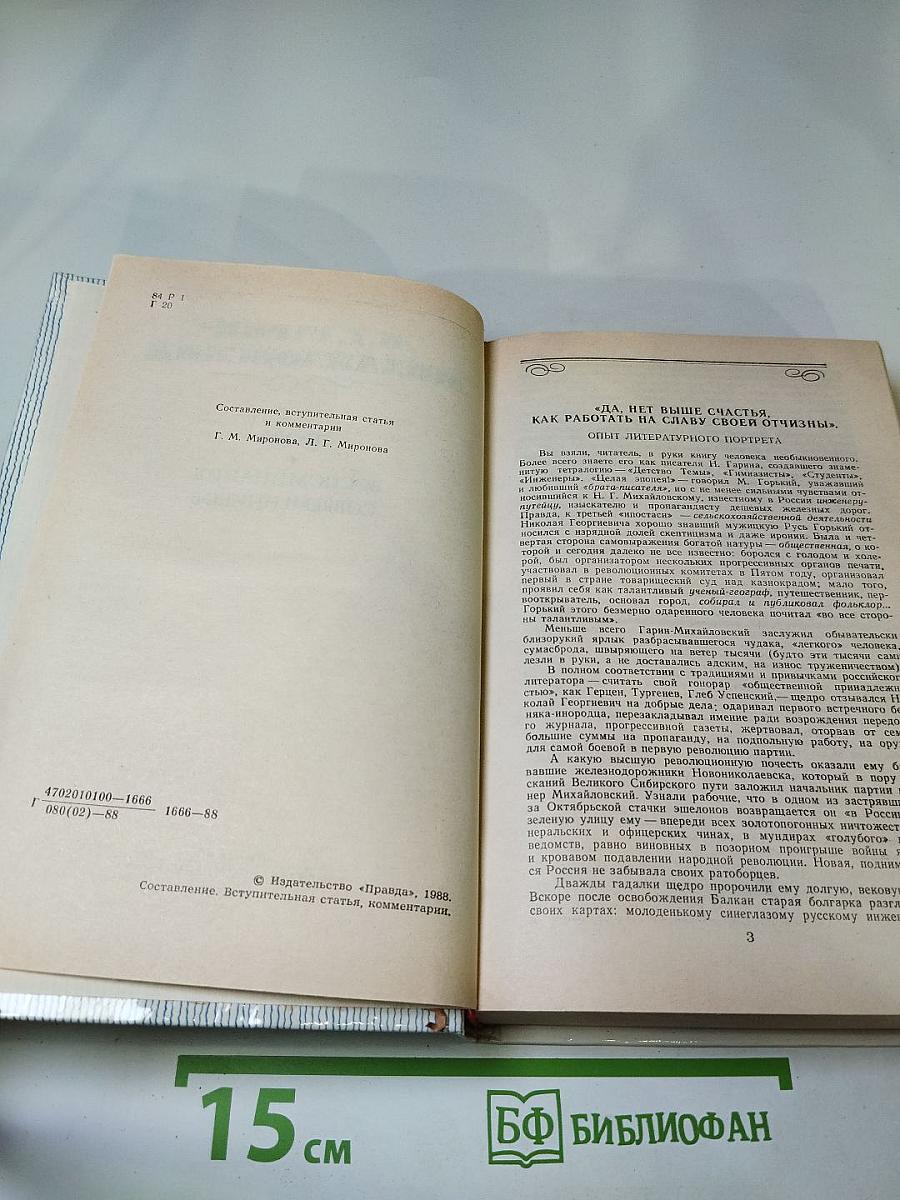 84 Р 1
Г 20
Составление, вступительная статья
и комментарии
Г. М. Миронова, Л. Г. Миронова
Г 4702010100—1666
080(02)—88
1666—88
© Издательство «Правда», 1988.
Составление. Вступительная статья, комментарии.
«ДА, НЕТ ВЫШЕ СЧАСТЬЯ,
КАК РАБОТАТЬ НА СЛАВУ СВОЕЙ ОТЧИЗНЫ».
ОПЫТ ЛИТЕРАТУРНОГО ПОРТРЕТА
Вы взяли, читатель, в руки книгу человека необыкновенного.
Более всего знаете его как писателя Н. Гарина, создавшего знаме-
нитую тетралогию—«Детство Темы», «Гимназисты», «Студенты»,
«Инженеры». «Целая эпопея!»—говорил М. Горький, уважавший
и любивший «брата-писателя», но с не менее сильными чувствами от-
носившийся к Н. Г. Михайловскому, известному в России инженеру-
путейцу, изыскателю и пропагандисту дешевых железных дорог.
Правда, к третьей «ипостаси» — сельскохозяйственной деятельности
Николая Георгиевича хорошо знавший мужицкую Русь Горький от-
носился с изрядной долей скептицизма и даже иронии. Была и чет-
вертая сторона самовыражения богатой натуры—общественная, о ко-
торой и сегодня далеко не все известно: боролся с голодом и холе-
рой, был организатором нескольких прогрессивных органов печати,
участвовал в революционных комитетах в Пятом году, организовал
первый в стране товарищеский суд над казнокрадом; мало того,
проявил себя как талантливый ученый-географ, путешественник, пер-
вооткрыватель, основал город, собирал и публиковал фольклор...
Горький этого безмерно одаренного человека почитал «во все сторо-
ны талантливым».
Меньше всего Гарин-Михайловский заслужил обывательски
близорукий ярлык разбрасывавшегося чудака, «легкого» человека,
сумасброда, швыряющего на ветер тысячи (будто эти тысячи сами
лезли в руки, а не доставались адским, на износ труженичеством)
В полном соответствии с традициями и привычками российского
литератора—считать свой гонорар «общественной принадлежно
стью», как Герцен, Тургенев, Глеб Успенский,— щедро отзывался Н
колай Георгиевич на добрые дела: одаривал первого встречного бе
няка-инородца, перезакладывал имение ради возрождения передо
го журнала, прогрессивной газеты, жертвовал, оторвав от сем
большие суммы на пропаганду, на подпольную работу, на ору
для самой боевой в первую революцию партии.
А какую высшую революционную почесть оказали ему б
вавшие железнодорожники Новониколаевска, который в пору
сканий Великого Сибирского пути заложил начальник партии
нер Михайловский. Узнали рабочие, что в одном из застрявш
за Октябрьской стачки эшелонов возвращается он «в Росси
зеленую улицу ему — впереди всех золотопогонных ничтожест
неральских и офицерских чинах, в мундирах «голубого»
ведомств, равно виновных в позорном проигрыше войны я
и кровавом подавлении народной революции. Новая, подним
ся Россия не забывала своих ратоборцев.
Дважды гадалки щедро пророчили ему долгую, вековую
Вскоре после освобождения Балкан старая болгарка разгл
своих картах: молоденькому синеглазому русскому инжен
3
15 см
БФ БИБЛИОФАН